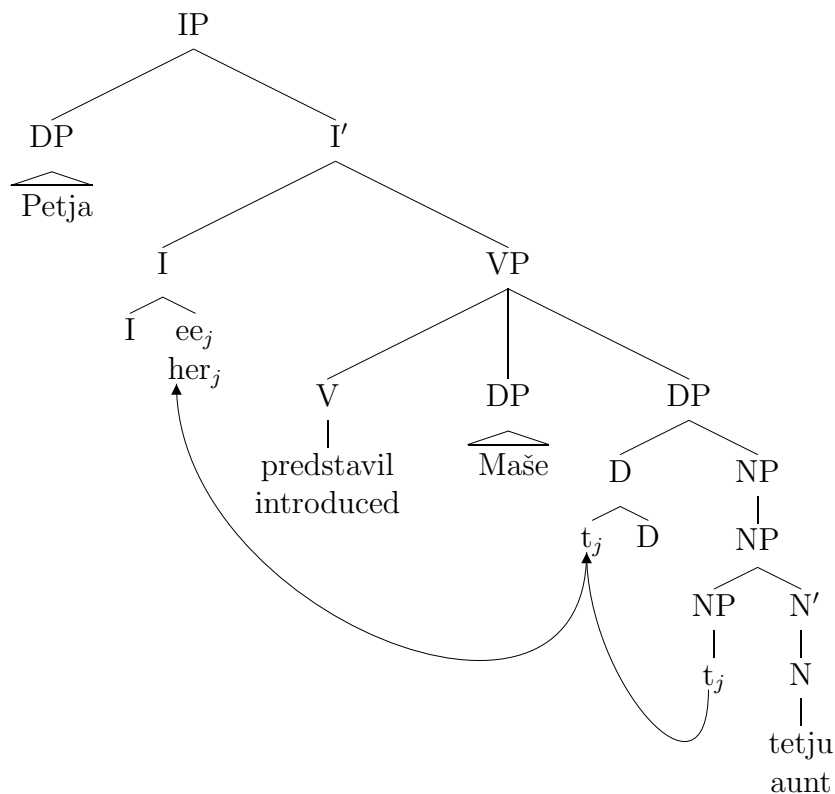 IP
DP I′
Petja
I VP
I ee_j
her_j
V DP DP
predstavil Maše D NP
introduced
t_j D NP
NP N′
t_j N
tetju
aunt